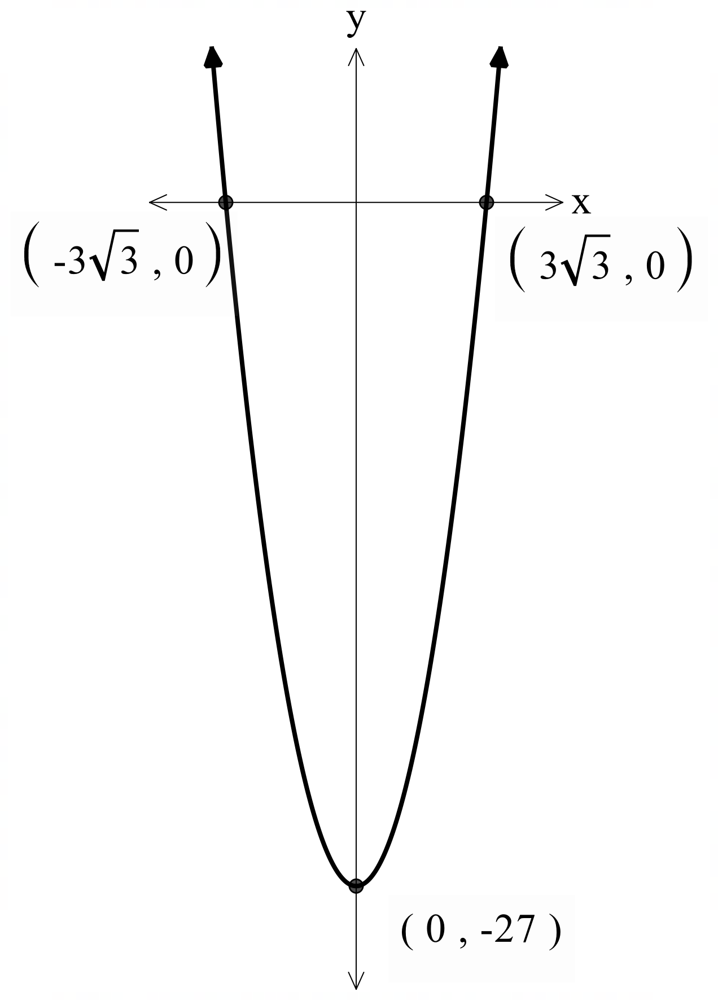 y
x
( -3√3 , 0 )
( 3√3 , 0 )
( 0 , -27 )